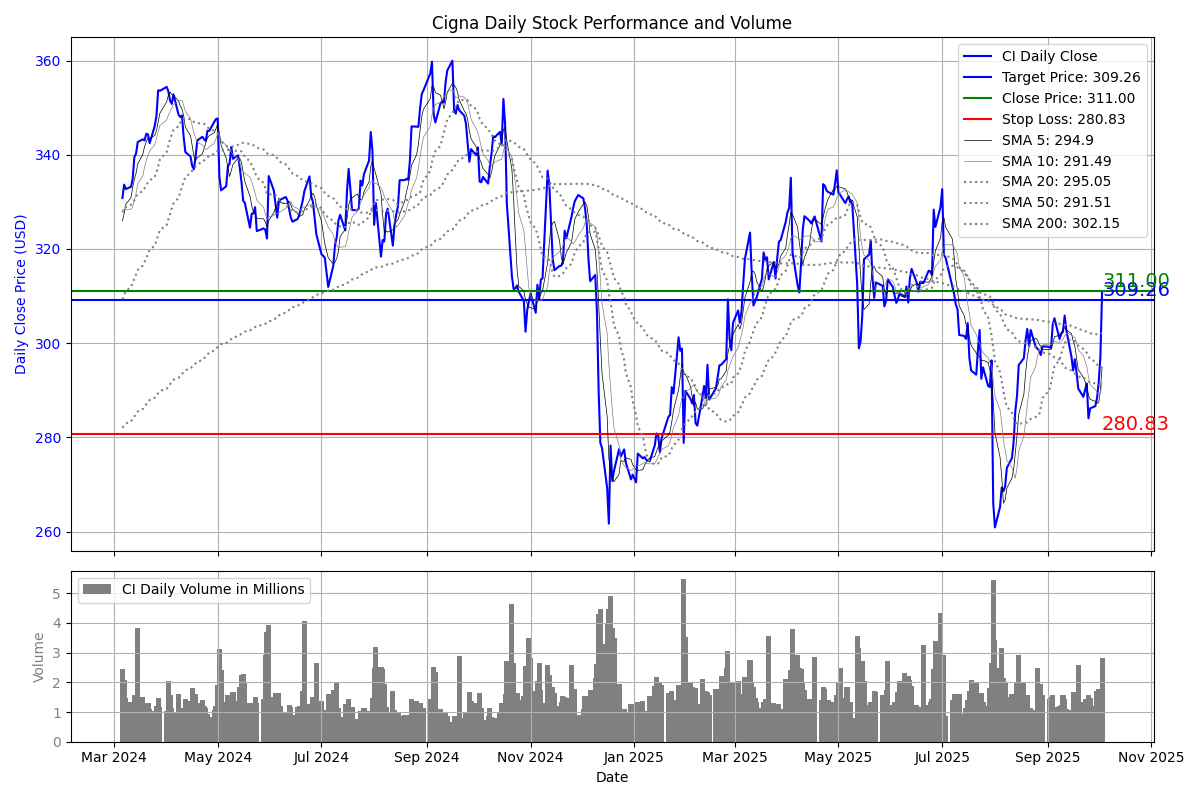 Cigna Daily Stock Performance and Volume
Daily Close Price (USD)
360
340
320
300
280
260
CI Daily Close
Target Price: 309.26
Close Price: 311.00
Stop Loss: 280.83
SMA 5: 294.9
SMA 10: 291.49
SMA 20: 295.05
SMA 50: 291.51
SMA 200: 302.15
311.00
309.26
280.83
CI Daily Volume in Millions
Volume
5
4
3
2
1
0
Mar 2024
May 2024
Jul 2024
Sep 2024
Nov 2024
Jan 2025
Mar 2025
May 2025
Jul 2025
Sep 2025
Nov 2025
Date